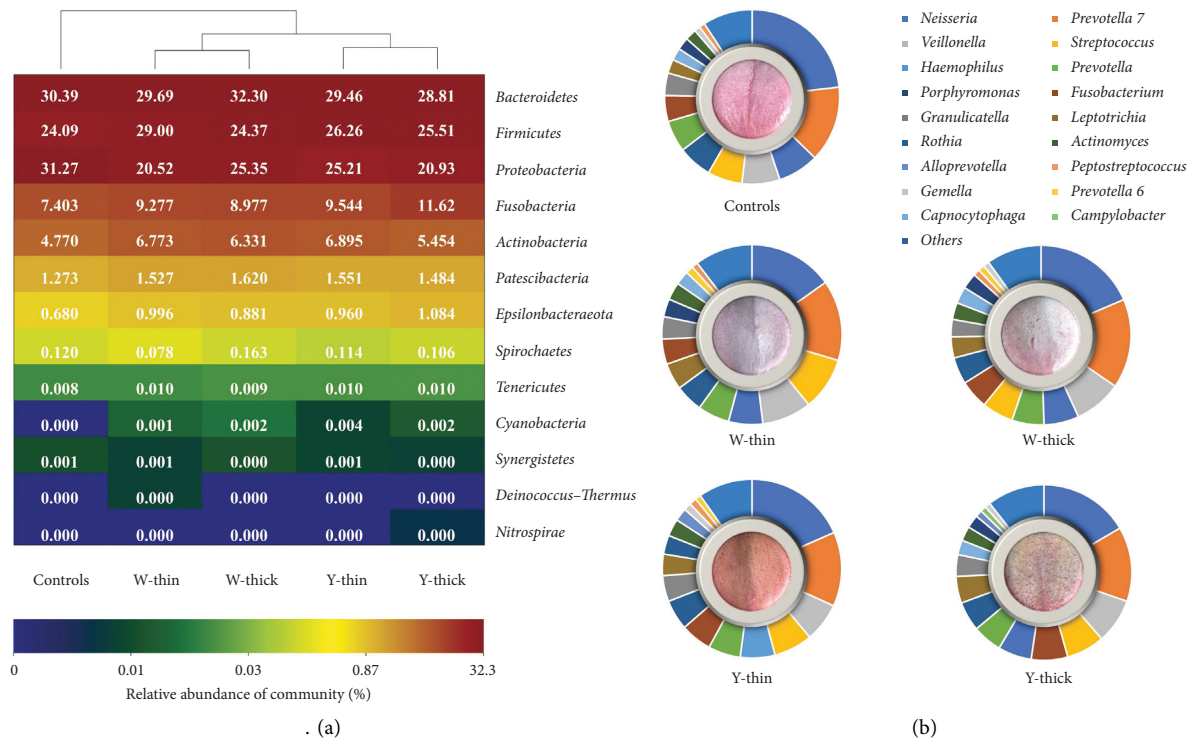 30.39 29.69 32.30 29.46 28.81 Bacteroidetes
24.09 29.00 24.37 26.26 25.51 Firmicutes
31.27 20.52 25.35 25.21 20.93 Proteobacteria
7.403 9.277 8.977 9.544 11.62 Fusobacteria
4.770 6.773 6.331 6.895 5.454 Actinobacteria
1.273 1.527 1.620 1.551 1.484 Patescibacteria
0.680 0.996 0.881 0.960 1.084 Epsilonbacteraeota
0.120 0.078 0.163 0.114 0.106 Spirochaetes
0.008 0.010 0.009 0.010 0.010 Tenericutes
0.000 0.001 0.002 0.004 0.002 Cyanobacteria
0.001 0.001 0.000 0.001 0.000 Synergistetes
0.000 0.000 0.000 0.000 0.000 Deinococcus–Thermus
0.000 0.000 0.000 0.000 0.000 Nitrospirae
Controls W-thin W-thick Y-thin Y-thick
0 0.01 0.03 0.87 32.3
Relative abundance of community (%)
. (a)
Neisseria Prevotella 7
Veillonella Streptococcus
Haemophilus Prevotella
Porphyromonas Fusobacterium
Granulicatella Leptotrichia
Rothia Actinomyces
Alloprevotella Peptostreptococcus
Gemella Prevotella 6
Capnocytophaga Campylobacter
Others
Controls
W-thin W-thick
Y-thin Y-thick
(b)